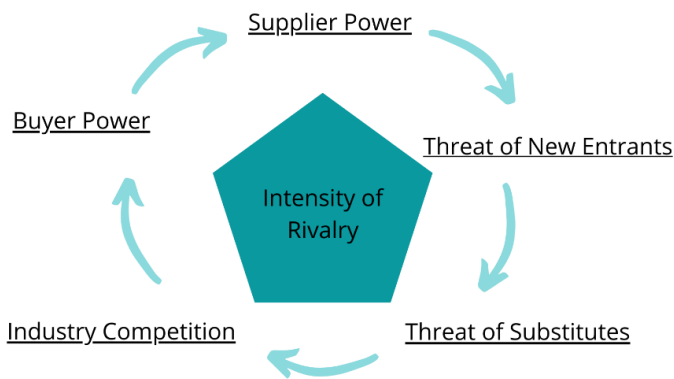 Supplier Power
Buyer Power
Threat of New Entrants
Intensity of
Rivalry
Industry Competition
Threat of Substitutes